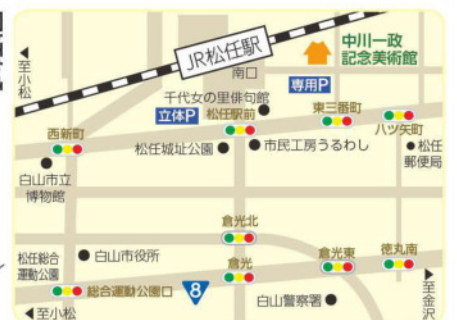 至小松
JR松任駅
南口
中川一政
記念美術館
専用P
千代女の里俳句館
立体P
松任駅前
東三番町
八ツ矢町
西新町
松任城址公園
市民工房うるわし
松任
郵便局
白山市立
博物館
倉光北
松任総合
運動公園
白山市役所
倉光
倉光東
徳丸南
総合運動公園口
8
白山警察署
至小松
至金沢